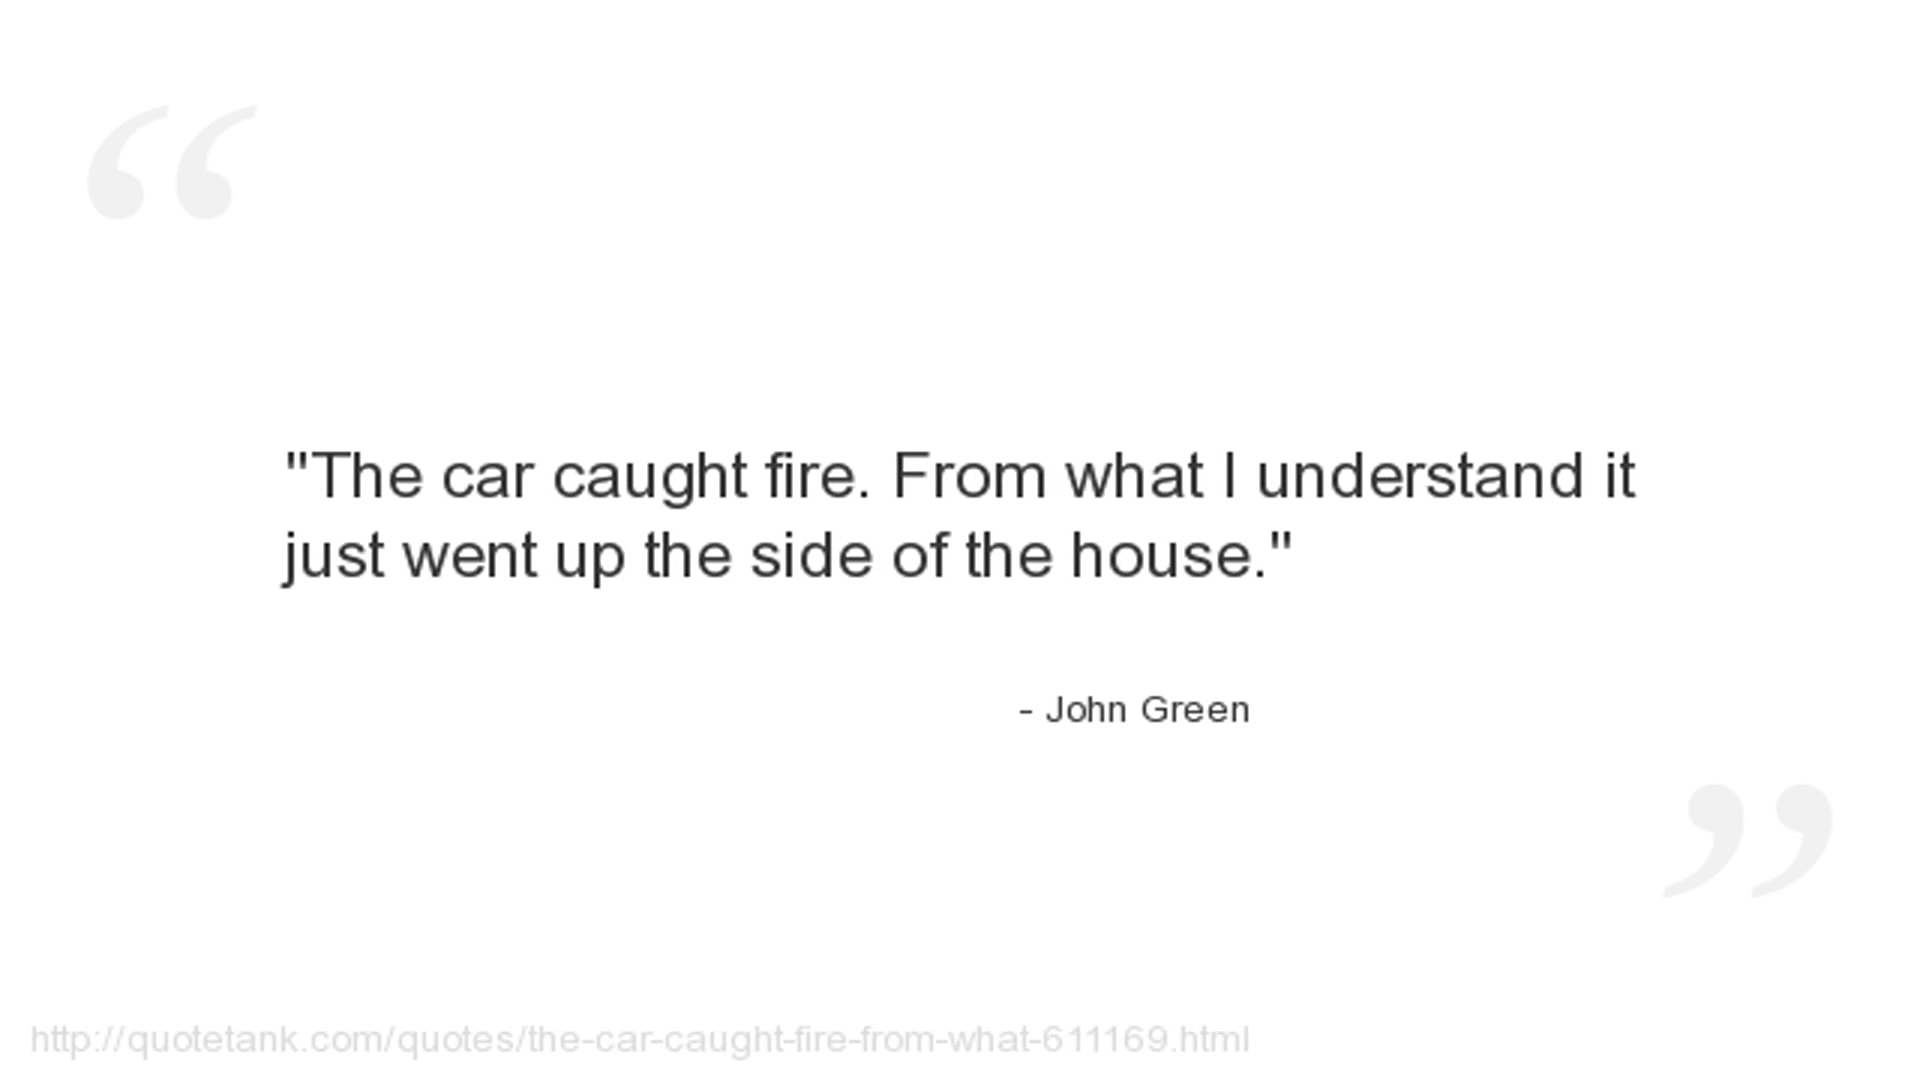 "The car caught fire. From what I understand it
just went up the side of the house."
- John Green
http://quotetank.com/quotes/the-car-caught-fire-from-what-611169.html